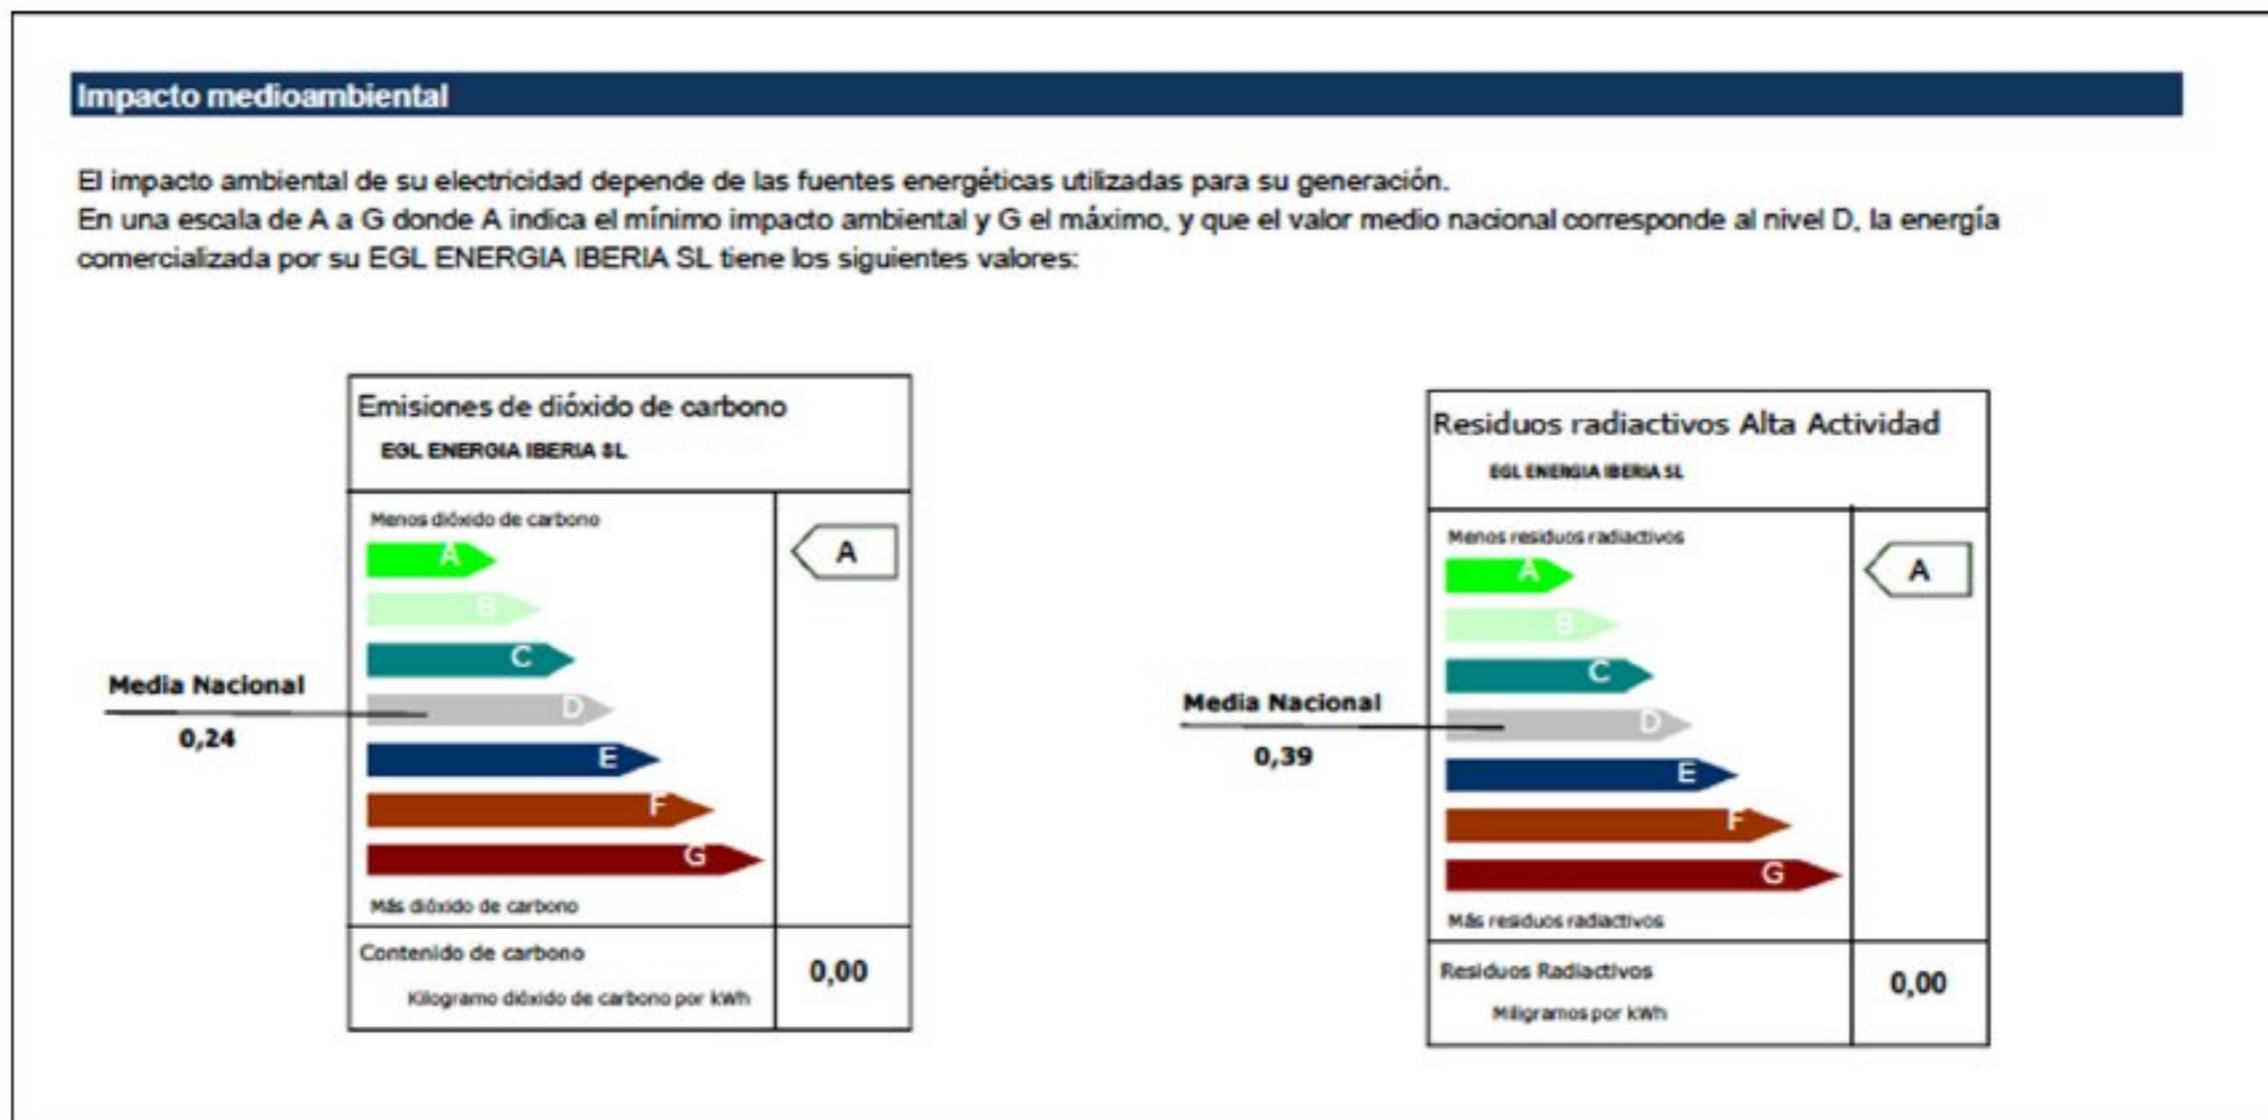 Impacto medioambiental
El impacto ambiental de su electricidad depende de las fuentes energéticas utilizadas para su generación.
En una escala de A a G donde A indica el mínimo impacto ambiental y G el máximo, y que el valor medio nacional corresponde al nivel D, la energía
comercializada por su EGL ENERGIA IBERIA SL tiene los siguientes valores:
Emisiones de dióxido de carbono
EGL ENERGIA IBERIA SL
Menos dióxido de carbono
A
A
B
C
Media Nacional
D
0,24
E
F
G
Más dióxido de carbono
Contenido de carbono
0,00
Kilogramo dióxido de carbono por kWh
Residuos radiactivos Alta Actividad
EGL ENERGIA IBERIA SL
Menos residuos radiactivos
A
A
B
C
Media Nacional
D
0,39
E
F
G
Más residuos radiactivos
Residuos Radiactivos
0,00
Miligramos por kWh